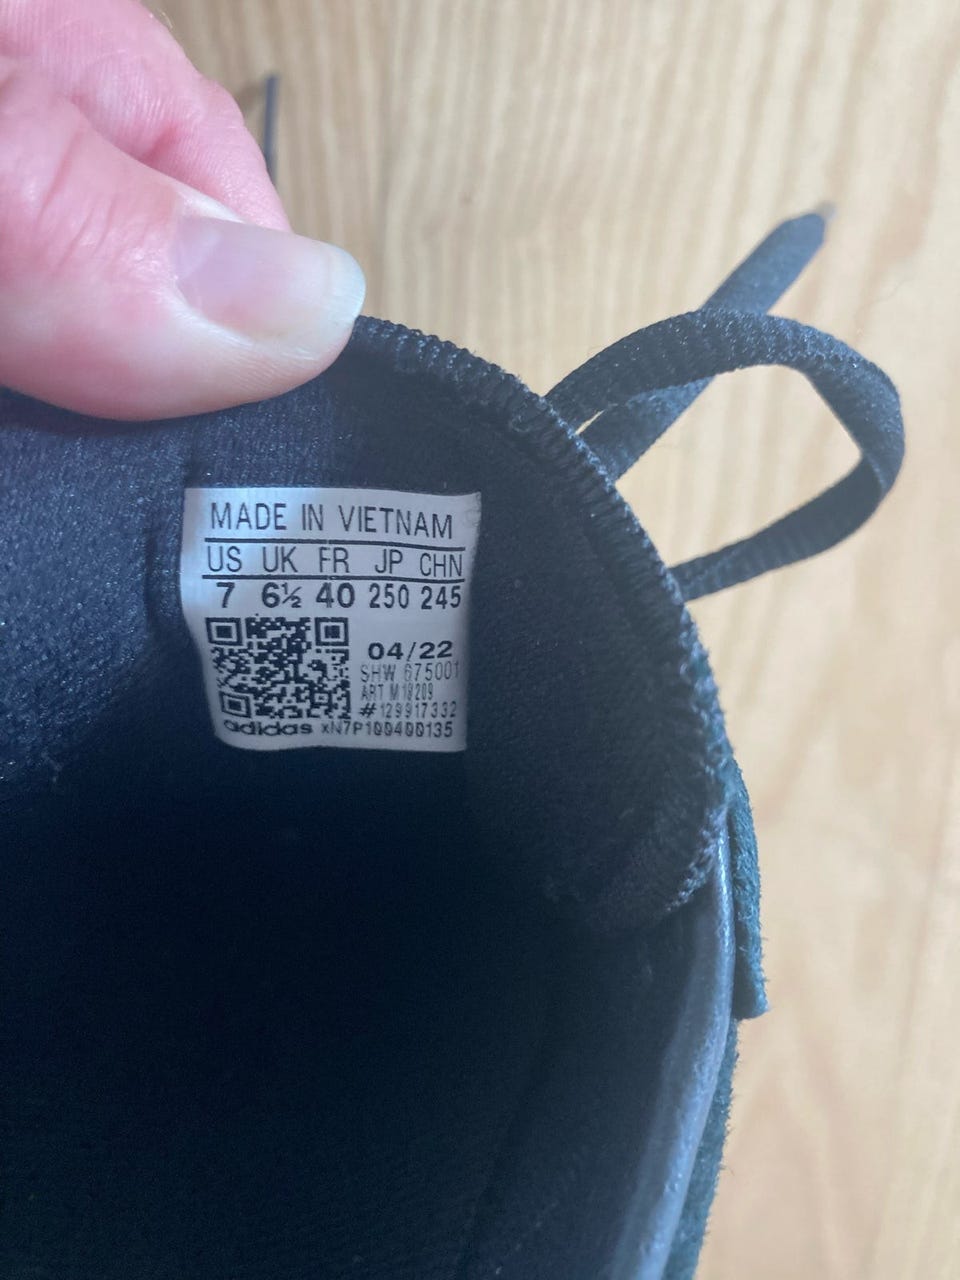 MADE IN VIETNAM
US UK FR JP CHN
7 6½ 40 250 245
04/22
SHW 675001
ART M18209
#129917332
adidas xN7P100400135